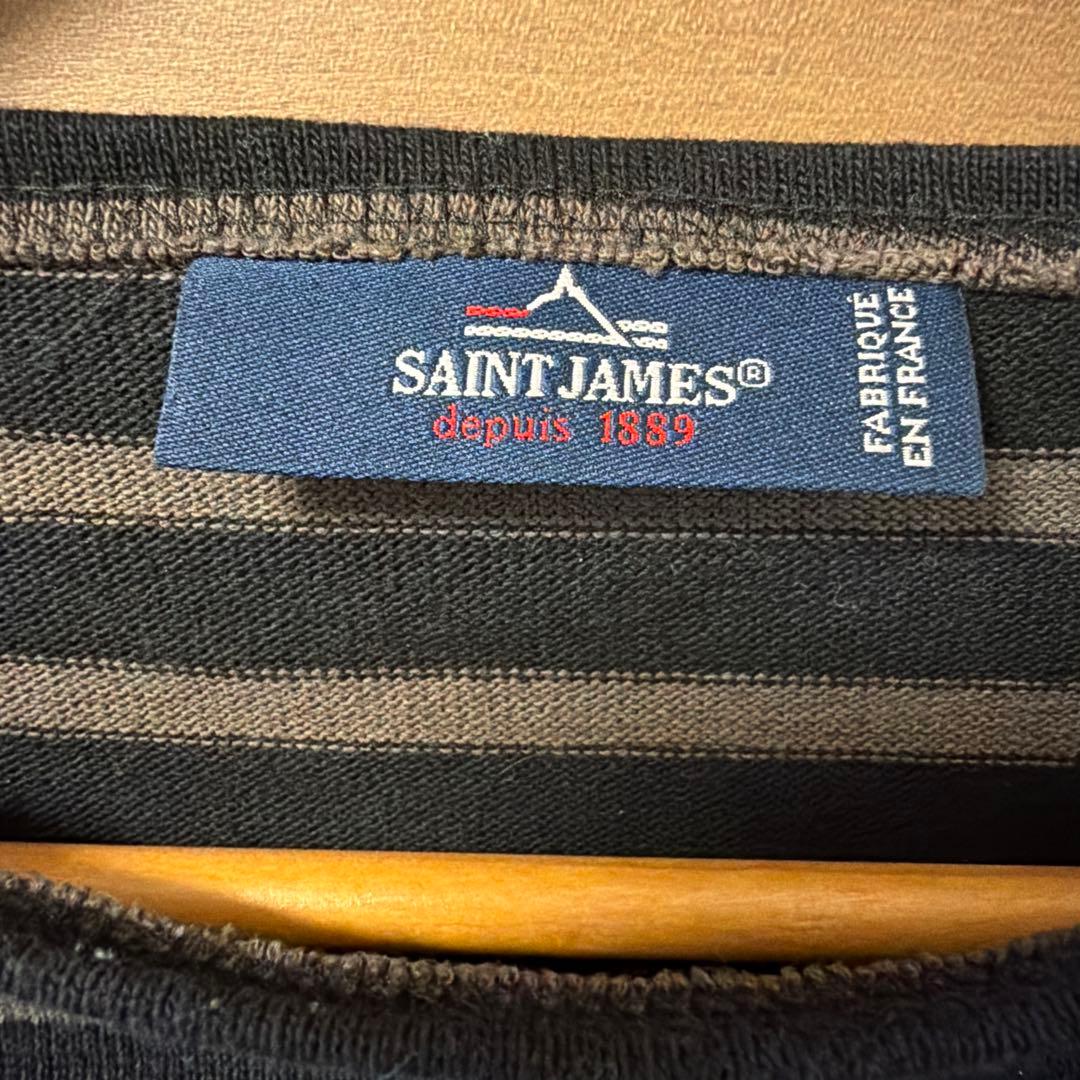 SAINT JAMES®
depuis 1889
FABRIQUÉ
EN FRANCE